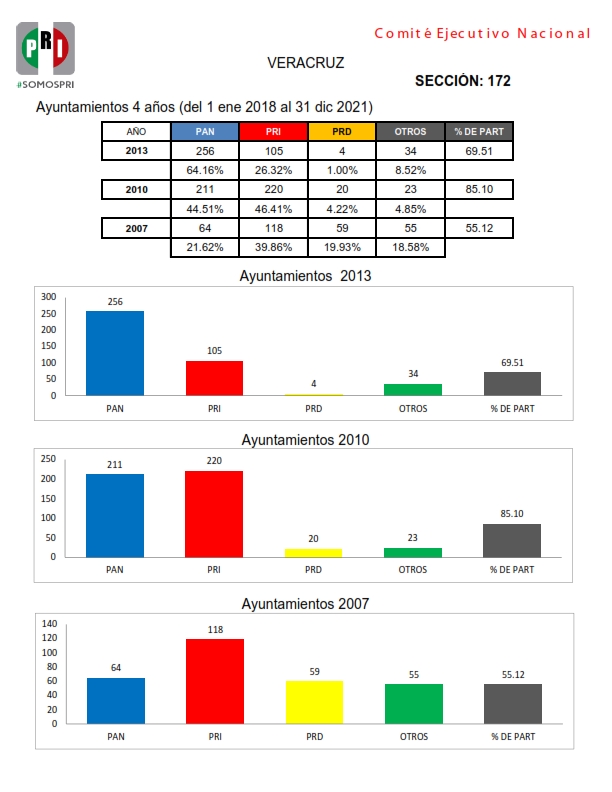 Comité Ejecutivo Nacional
PRI
#SOMOSPRI
VERACRUZ
SECCIÓN: 172
Ayuntamientos 4 años (del 1 ene 2018 al 31 dic 2021)
AÑO PAN PRI PRD OTROS % DE PART
2013 256 105 4 34 69.51
64.16% 26.32% 1.00% 8.52%
2010 211 220 20 23 85.10
44.51% 46.41% 4.22% 4.85%
2007 64 118 59 55 55.12
21.62% 39.86% 19.93% 18.58%
Ayuntamientos 2013
300
250
200
150
100
50
0
256 105 4 34 69.51
PAN PRI PRD OTROS % DE PART
Ayuntamientos 2010
250
200
150
100
50
0
211 220 20 23 85.10
PAN PRI PRD OTROS % DE PART
Ayuntamientos 2007
140
120
100
80
60
40
20
0
64 118 59 55 55.12
PAN PRI PRD OTROS % DE PART